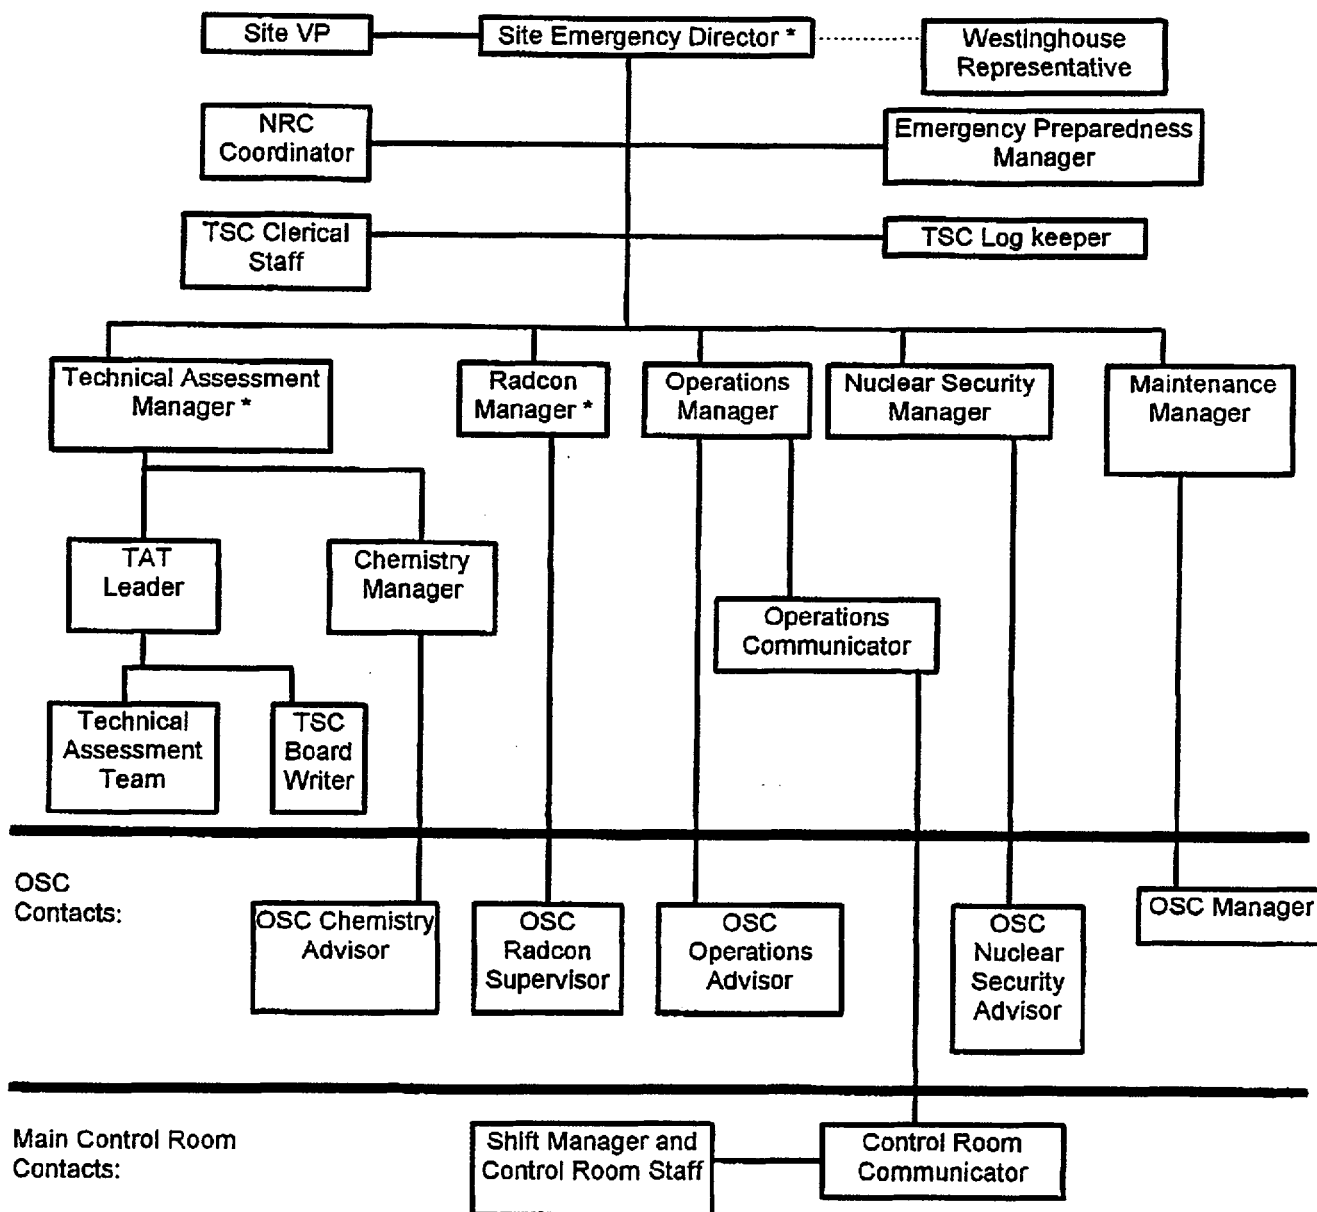 Site VP
Site Emergency Director *
Westinghouse
Representative
NRC
Coordinator
Emergency Preparedness
Manager
TSC Clerical
Staff
TSC Log keeper
Technical Assessment
Manager *
Radcon
Manager *
Operations
Manager
Nuclear Security
Manager
Maintenance
Manager
TAT
Leader
Chemistry
Manager
Operations
Communicator
Technical
Assessment
Team
TSC
Board
Writer
OSC
Contacts:
OSC Chemistry
Advisor
OSC
Radcon
Supervisor
OSC
Operations
Advisor
OSC
Nuclear
Security
Advisor
OSC Manager
Main Control Room
Contacts:
Shift Manager and
Control Room Staff
Control Room
Communicator